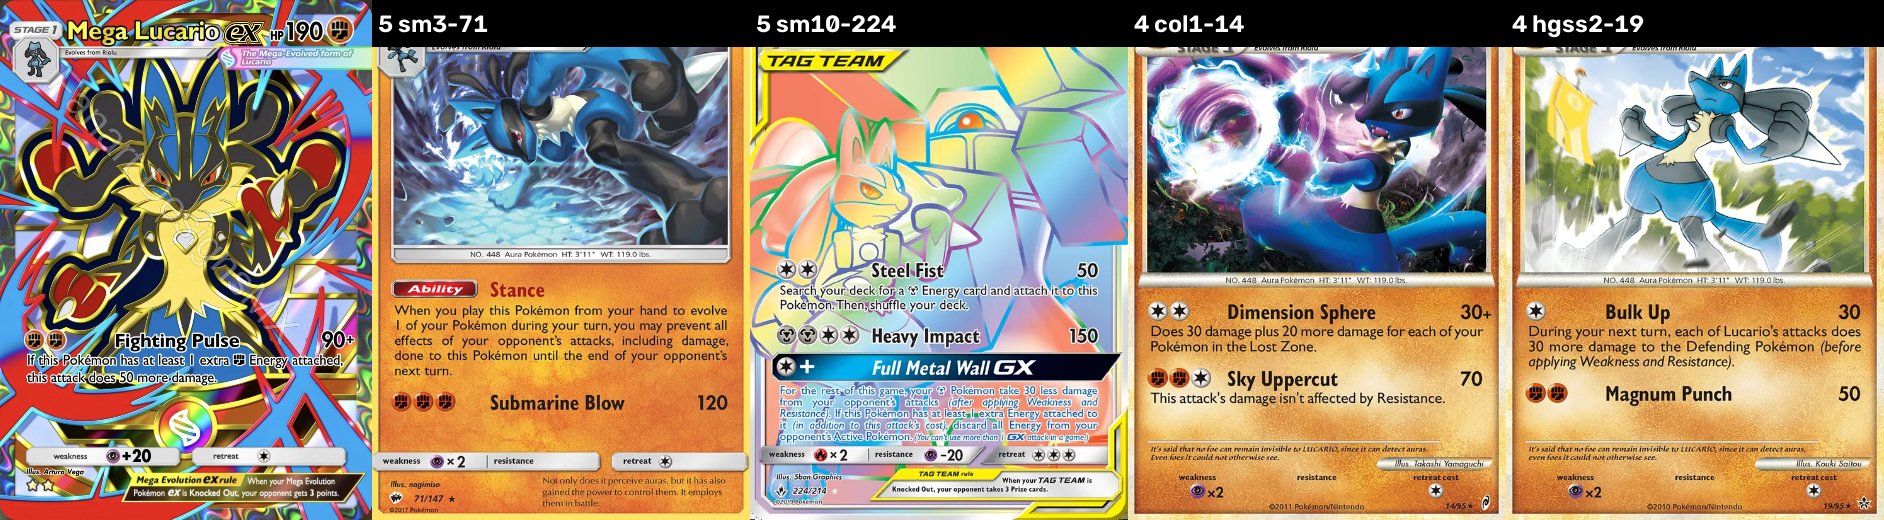 STAGE 1 Mega Lucario ex HP 190
Evolves from Riolu
The Mega-Evolved form of Lucario
Fighting Pulse 90+
If this Pokémon has at least 1 extra Energy attached,
this attack does 50 more damage.
weakness +20 retreat
Illus. Arturo Vega
Mega Evolution ex rule When your Mega Evolution
Pokémon ex is Knocked Out, your opponent gets 3 points.
5 sm3-71
Evolves from Riolu
NO. 448 Aura Pokémon HT: 3'11" WT: 119.0 lbs.
Ability Stance
When you play this Pokémon from your hand to evolve
1 of your Pokémon during your turn, you may prevent all
effects of your opponent's attacks, including damage,
done to this Pokémon until the end of your opponent's
next turn.
Submarine Blow 120
weakness ×2 resistance retreat
Illus. nagimiso
71/147 ★
©2017 Pokémon
Not only does it perceive auras, but it has also
gained the power to control them. It employs
them in battle.
5 sm10-224
TAG TEAM
Steel Fist 50
Search your deck for a Energy card and attach it to this
Pokémon. Then, shuffle your deck.
Heavy Impact 150
+ Full Metal Wall GX
For the rest of this game, your Pokémon take 30 less damage
from your opponent's attacks (after applying Weakness and
Resistance). If this Pokémon has at least 1 extra Energy attached to
it (in addition to this attack's cost), discard all Energy from your
opponent's Active Pokémon. (You can't use more than 1 GX attack in a game.)
weakness ×2 resistance -20 retreat
Illus. 5ban Graphics
224/214
©2019 Pokémon
TAG TEAM rule When your TAG TEAM is
Knocked Out, your opponent takes 3 Prize cards.
4 col1-14
STAGE 1 Evolves from Riolu
NO. 448 Aura Pokémon HT: 3'11" WT: 119.0 lbs.
Dimension Sphere 30+
Does 30 damage plus 20 more damage for each of your
Pokémon in the Lost Zone.
Sky Uppercut 70
This attack's damage isn't affected by Resistance.
It's said that no foe can remain invisible to LUCARIO, since it can detect auras.
Even foes it could not otherwise see.
Illus. Takashi Yamaguchi
weakness resistance retreat cost
×2
©2011 Pokémon/Nintendo 14/95 ★
4 hgss2-19
STAGE 1 Evolves from Riolu
NO. 448 Aura Pokémon HT: 3'11" WT: 119.0 lbs.
Bulk Up 30
During your next turn, each of Lucario's attacks does
30 more damage to the Defending Pokémon (before
applying Weakness and Resistance).
Magnum Punch 50
It's said that no foe can remain invisible to LUCARIO, since it can detect auras.
Even foes it could not otherwise see.
Illus. Kouki Saitou
weakness resistance retreat cost
×2
©2010 Pokémon/Nintendo 19/95 ★